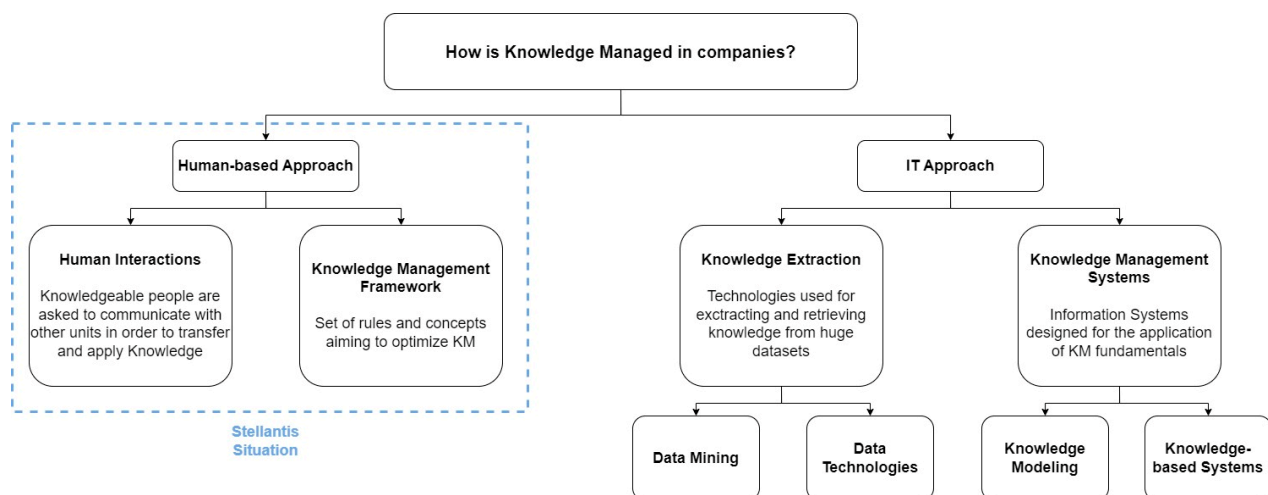 How is Knowledge Managed in companies?
Human-based Approach
IT Approach
Human Interactions
Knowledgeable people are
asked to communicate with
other units in order to transfer
and apply Knowledge
Knowledge Management
Framework
Set of rules and concepts
aiming to optimize KM
Knowledge Extraction
Technologies used for
exctracting and retrieving
knowledge from huge
datasets
Knowledge Management
Systems
Information Systems
designed for the application
of KM fundamentals
Stellantis
Situation
Data Mining
Data
Technologies
Knowledge
Modeling
Knowledge-
based Systems